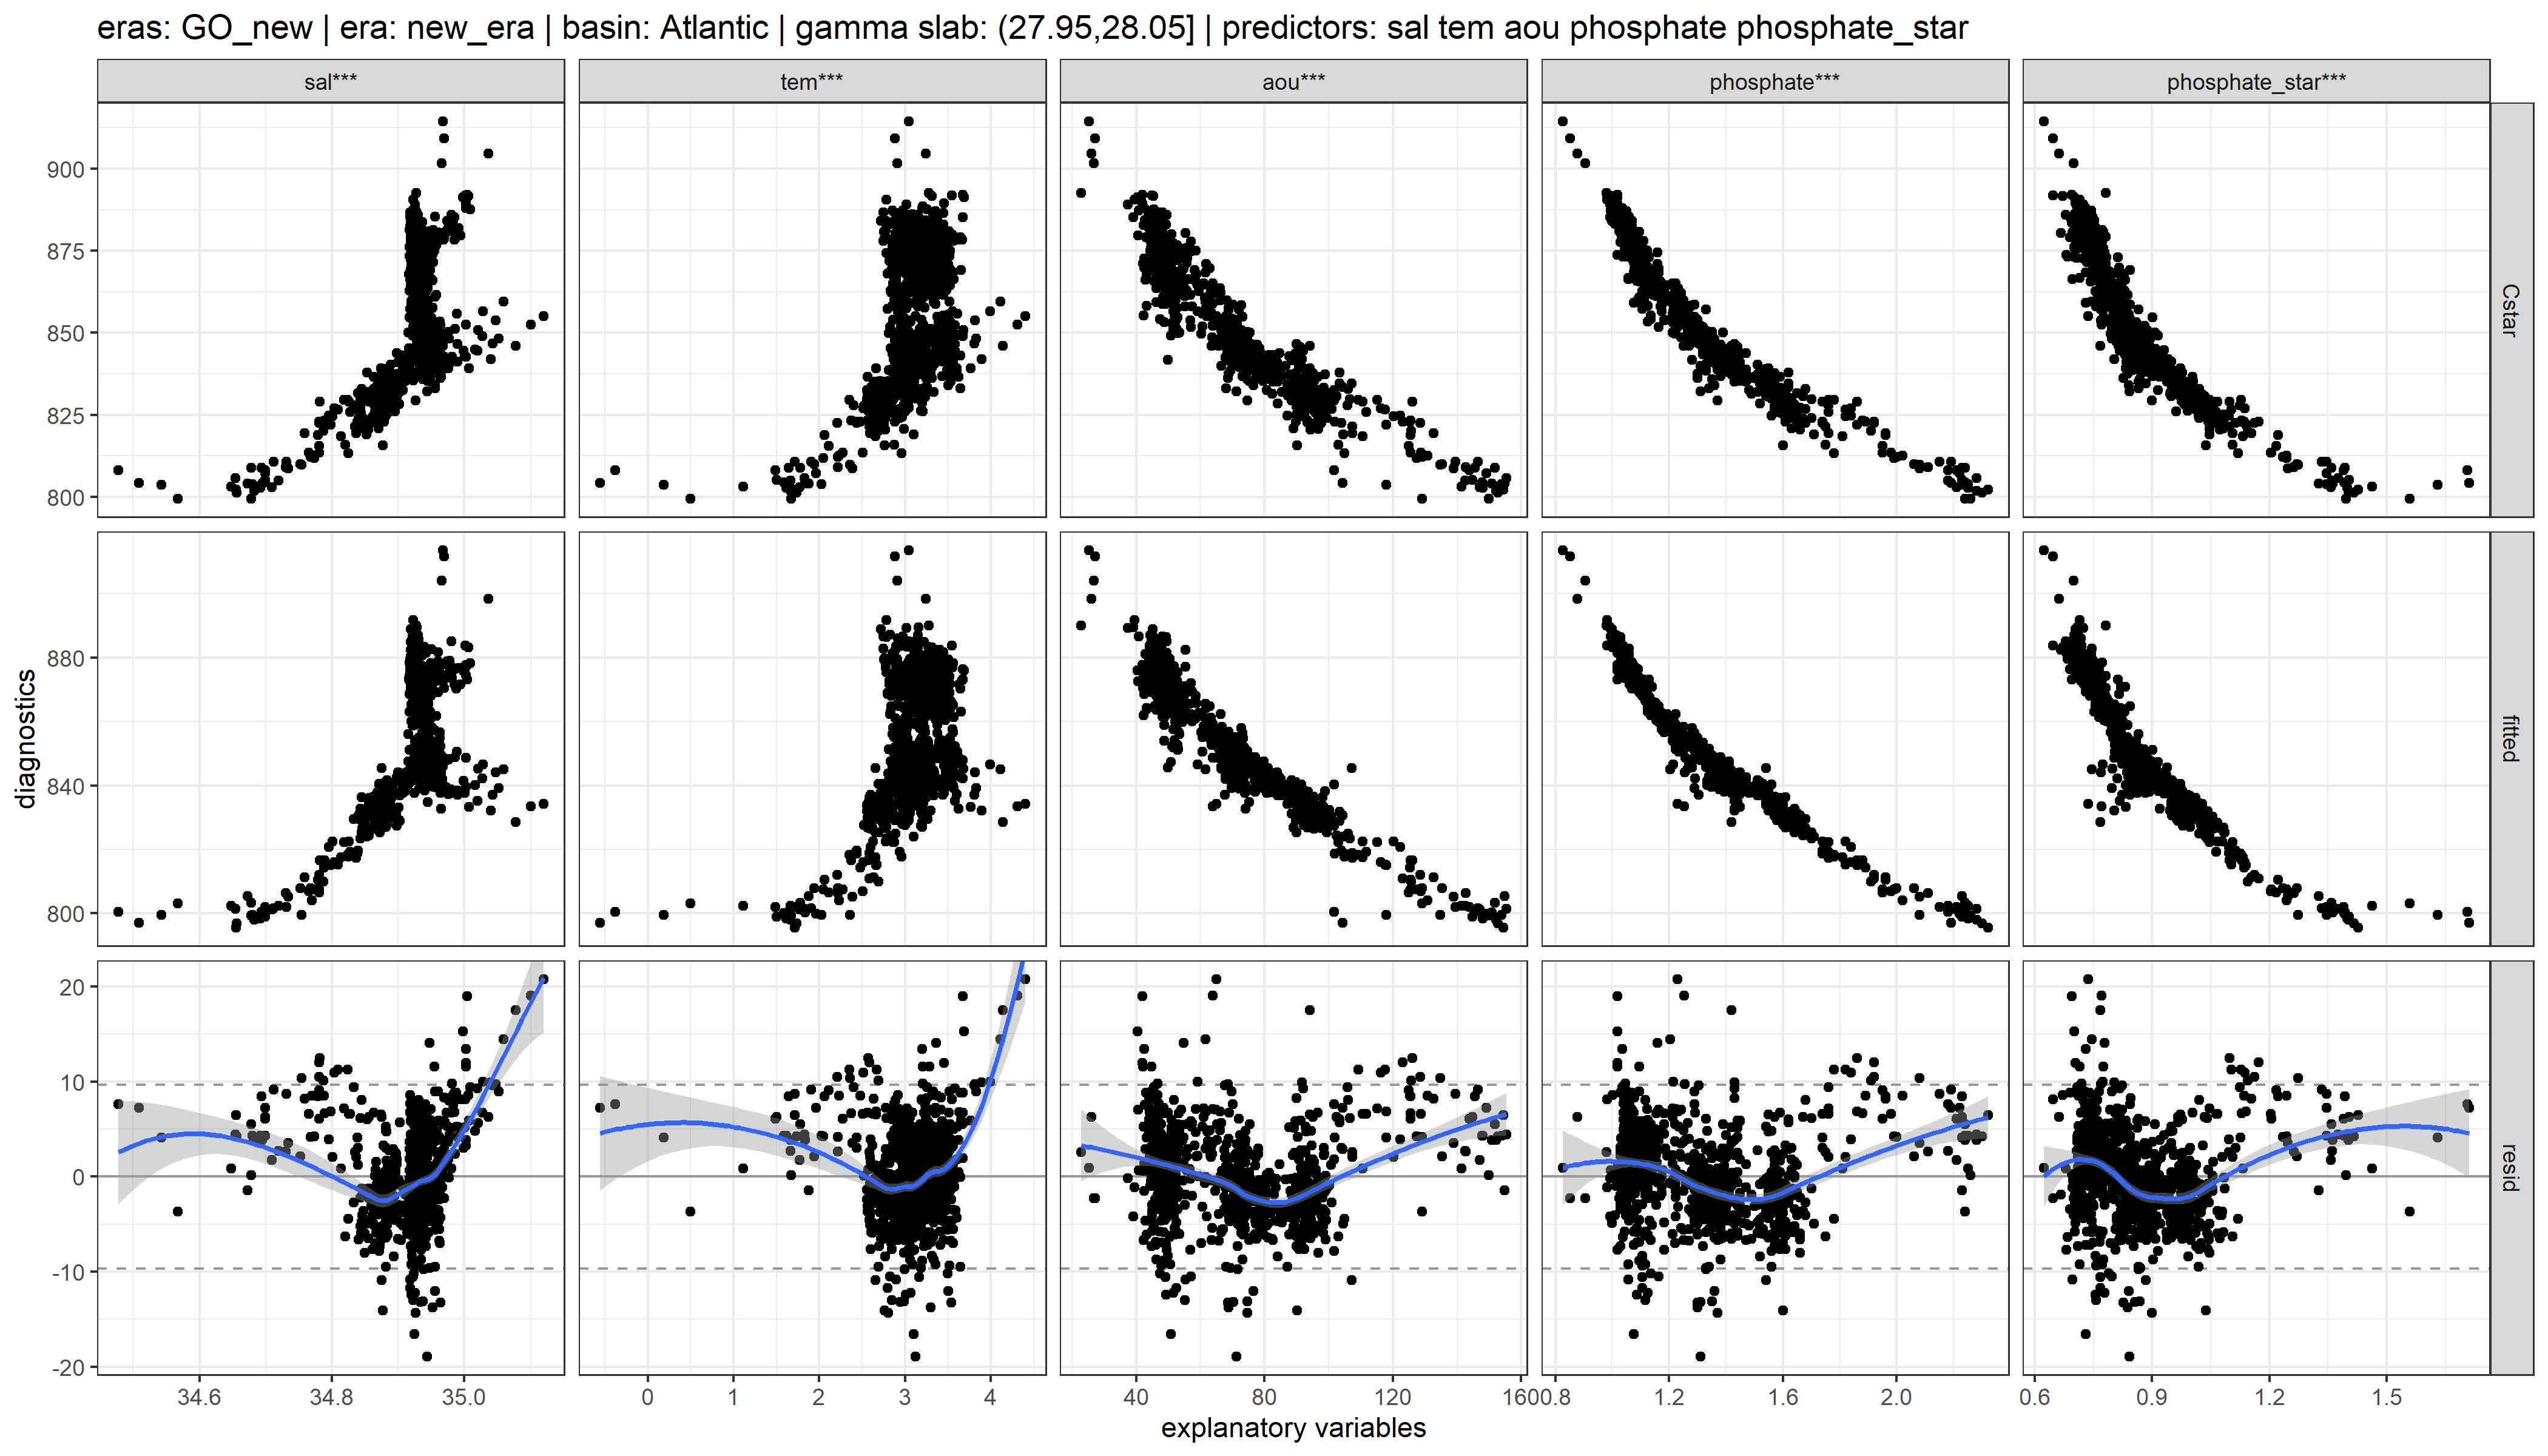 eras: GO_new | era: new_era | basin: Atlantic | gamma slab: (27.95,28.05] | predictors: sal tem aou phosphate phosphate_star
sal*** tem*** aou*** phosphate*** phosphate_star***
900
875
850
825
800
Cstar
880
840
800
fitted
diagnostics
20
10
0
-10
-20
resid
34.6 34.8 35.0 0 1 2 3 4 40 80 120 160 0.8 1.2 1.6 2.0 0.6 0.9 1.2 1.5
explanatory variables